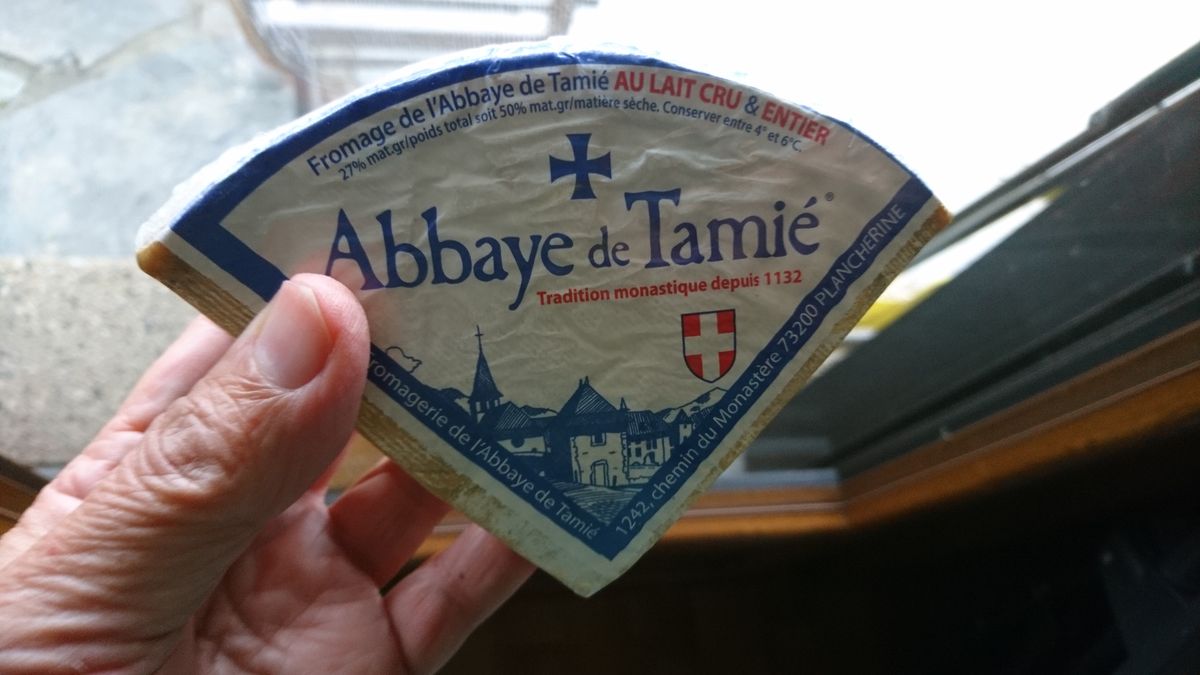 Fromage de l'Abbaye de Tamié AU LAIT CRU & ENTIER
27% mat.gr/poids total soit 50% mat.gr/matière sèche. Conserver entre 4° et 6°C.
Abbaye de Tamié®
Tradition monastique depuis 1132
Fromagerie de l'Abbaye de Tamié
1242, chemin du Monastère 73200 PLANCHERINE